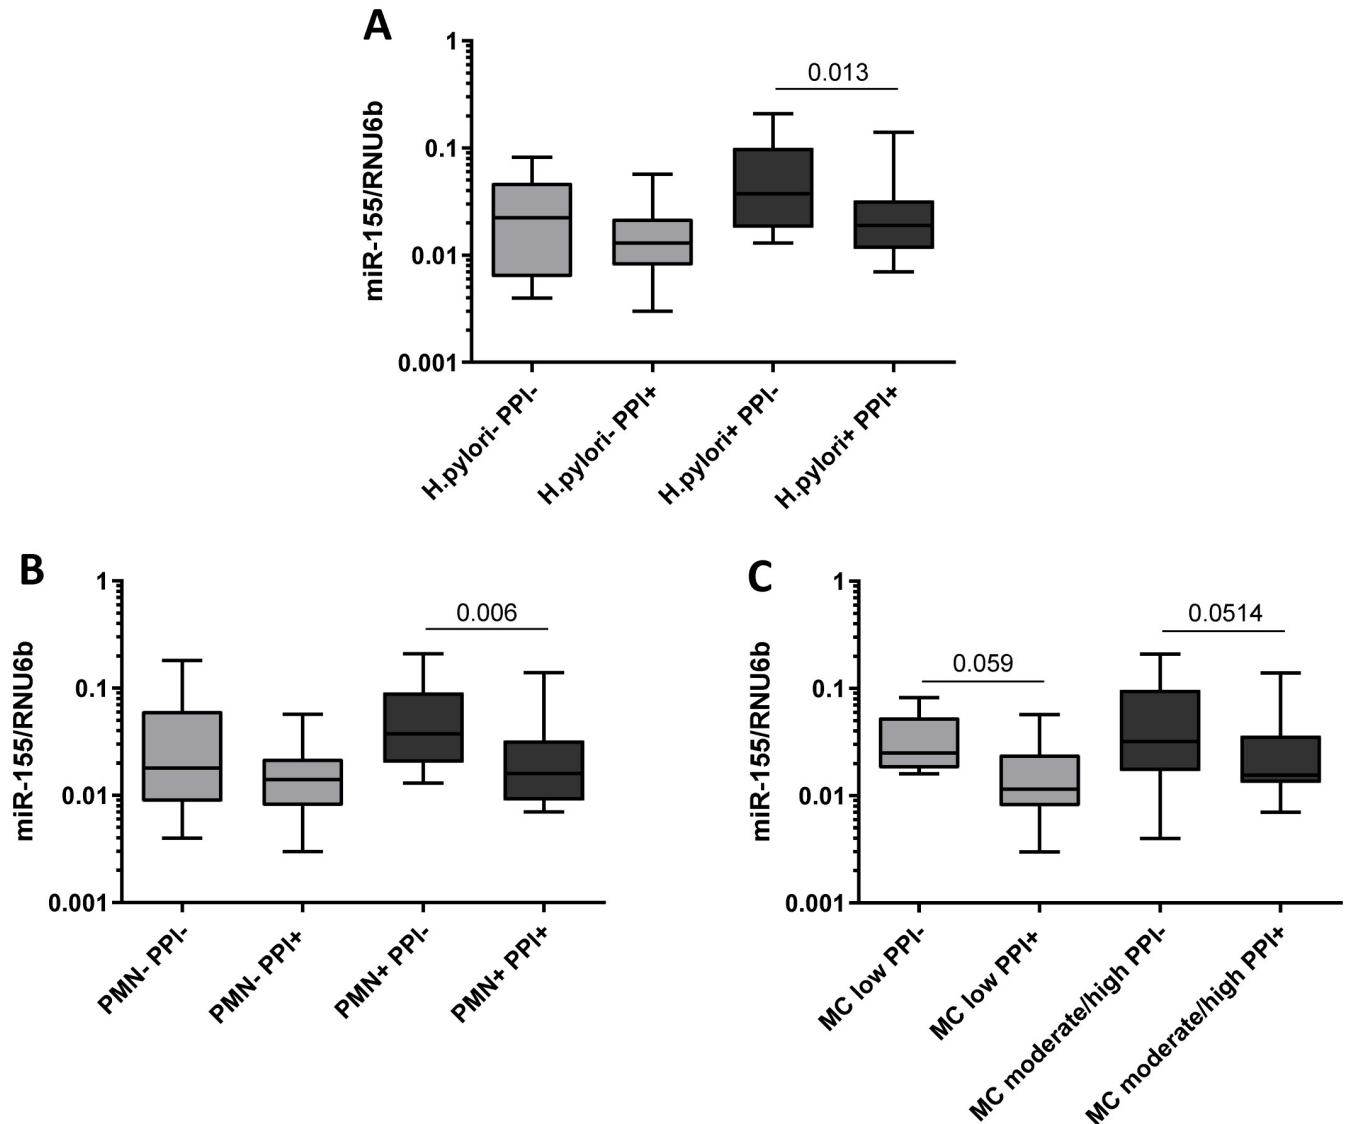 A
miR-155/RNU6b
1
0.1
0.01
0.001
0.013
H.pylori- PPI-
H.pylori- PPI+
H.pylori+ PPI-
H.pylori+ PPI+
B
miR-155/RNU6b
1
0.1
0.01
0.001
0.006
PMN- PPI-
PMN- PPI+
PMN+ PPI-
PMN+ PPI+
C
miR-155/RNU6b
1
0.1
0.01
0.001
0.059
0.0514
MC low PPI-
MC low PPI+
MC moderate/high PPI-
MC moderate/high PPI+